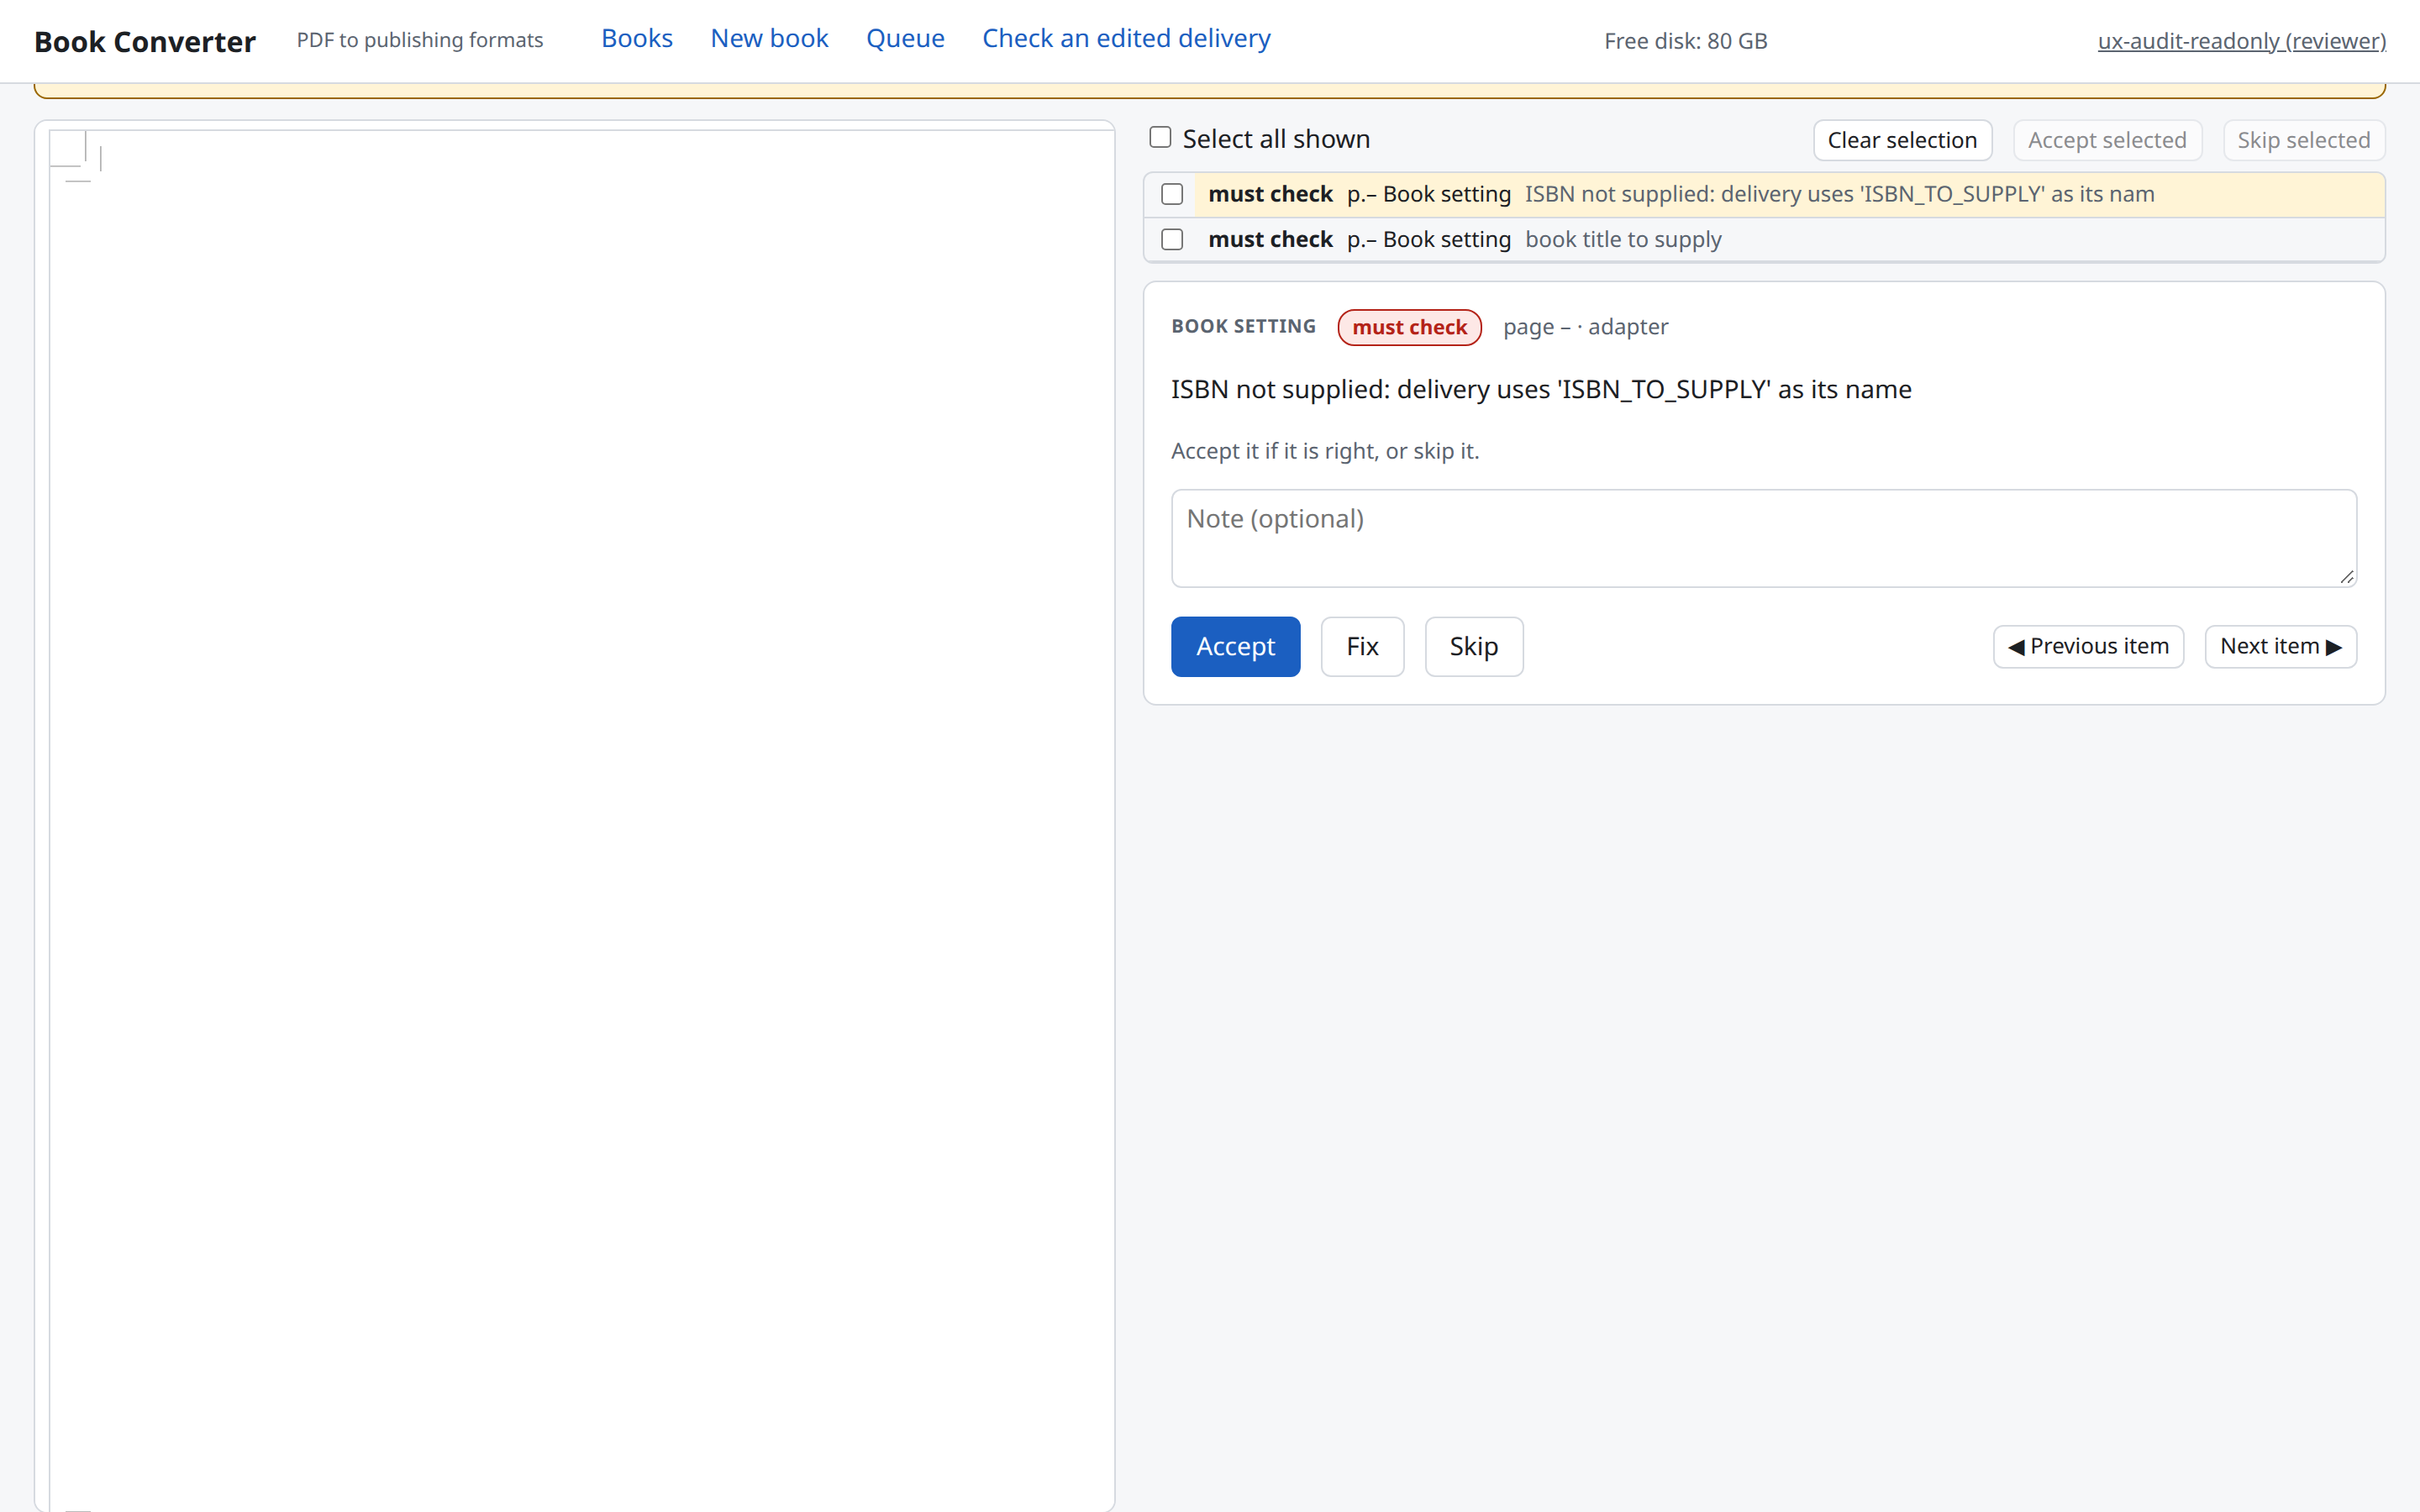 Book Converter PDF to publishing formats Books New book Queue Check an edited delivery Free disk: 80 GB ux-audit-readonly (reviewer)
Select all shown Clear selection Accept selected Skip selected
must check p.– Book setting ISBN not supplied: delivery uses 'ISBN_TO_SUPPLY' as its nam
must check p.– Book setting book title to supply
BOOK SETTING must check page – · adapter
ISBN not supplied: delivery uses 'ISBN_TO_SUPPLY' as its name
Accept it if it is right, or skip it.
Note (optional)
Accept Fix Skip ◀ Previous item Next item ▶